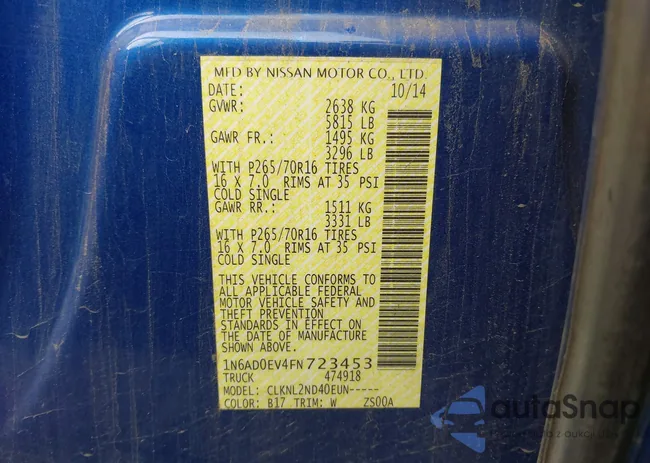 MFD BY NISSAN MOTOR CO., LTD.
DATE: 10/14
GVWR: 2638 KG
5815 LB
GAWR FR.: 1495 KG
3296 LB
WITH P265/70R16 TIRES
16 X 7.0 RIMS AT 35 PSI
COLD SINGLE
GAWR RR.: 1511 KG
3331 LB
WITH P265/70R16 TIRES
16 X 7.0 RIMS AT 35 PSI
COLD SINGLE
THIS VEHICLE CONFORMS TO
ALL APPLICABLE FEDERAL
MOTOR VEHICLE SAFETY AND
THEFT PREVENTION
STANDARDS IN EFFECT ON
THE DATE OF MANUFACTURE
SHOWN ABOVE.
1N6AD0EV4FN723453
TRUCK 474918
MODEL: CLKNL2ND40EUN-----
COLOR: B17 TRIM: W ZS00A
autoSnap
z aukcji